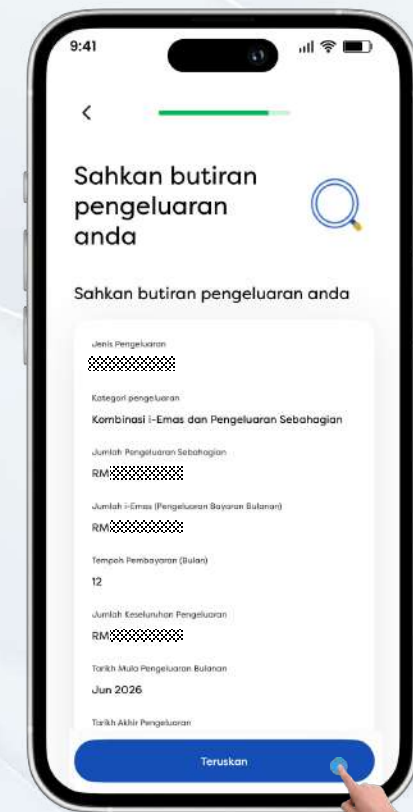 9:41
Sahkan butiran
pengeluaran
anda
Sahkan butiran pengeluaran anda
Jenis Pengeluaran
Kategori pengeluaran
Kombinasi i-Emas dan Pengeluaran Sebahagian
Jumlah Pengeluaran Sebahagian
RM
Jumlah i-Emas (Pengeluaran Bayaran Bulanan)
RM
Tempoh Pembayaran (Bulan)
12
Jumlah Keseluruhan Pengeluaran
RM
Tarikh Mula Pengeluaran Bulanan
Jun 2026
Tarikh Akhir Pengeluaran
Teruskan